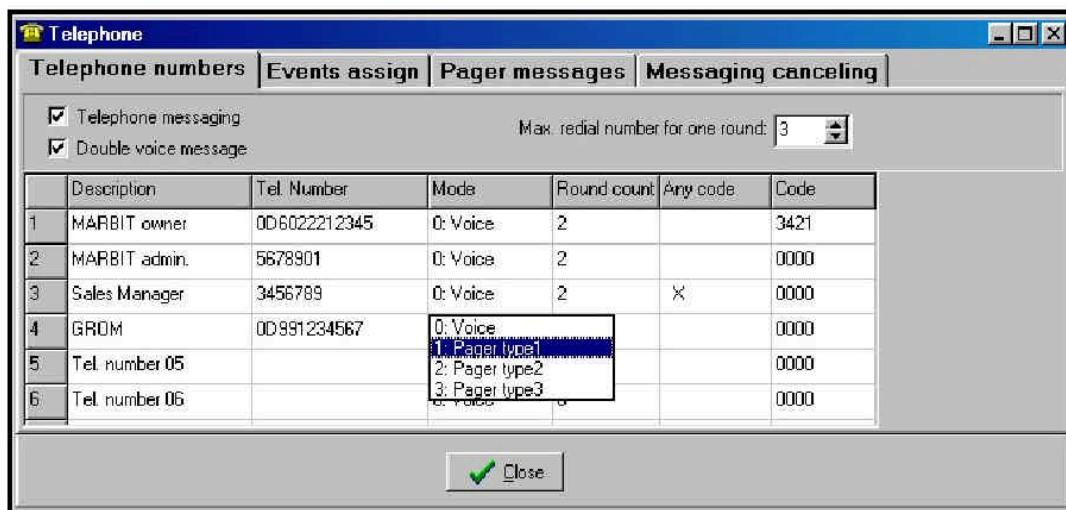 Telephone
Telephone numbers Events assign Pager messages Messaging canceling
Telephone messaging
Max. redial number for one round: 3
Double voice message
Description Tel. Number Mode Round count Any code Code
1 MARBIT owner 0D6022212345 0: Voice 2 3421
2 MARBIT admin. 5678901 0: Voice 2 0000
3 Sales Manager 3456789 0: Voice 2 X 0000
4 GROM 0D991234567 0: Voice 0000
1: Pager type1
5 Tel. number 05 2: Pager type2 0000
3: Pager type3
6 Tel. number 06 0000
Close